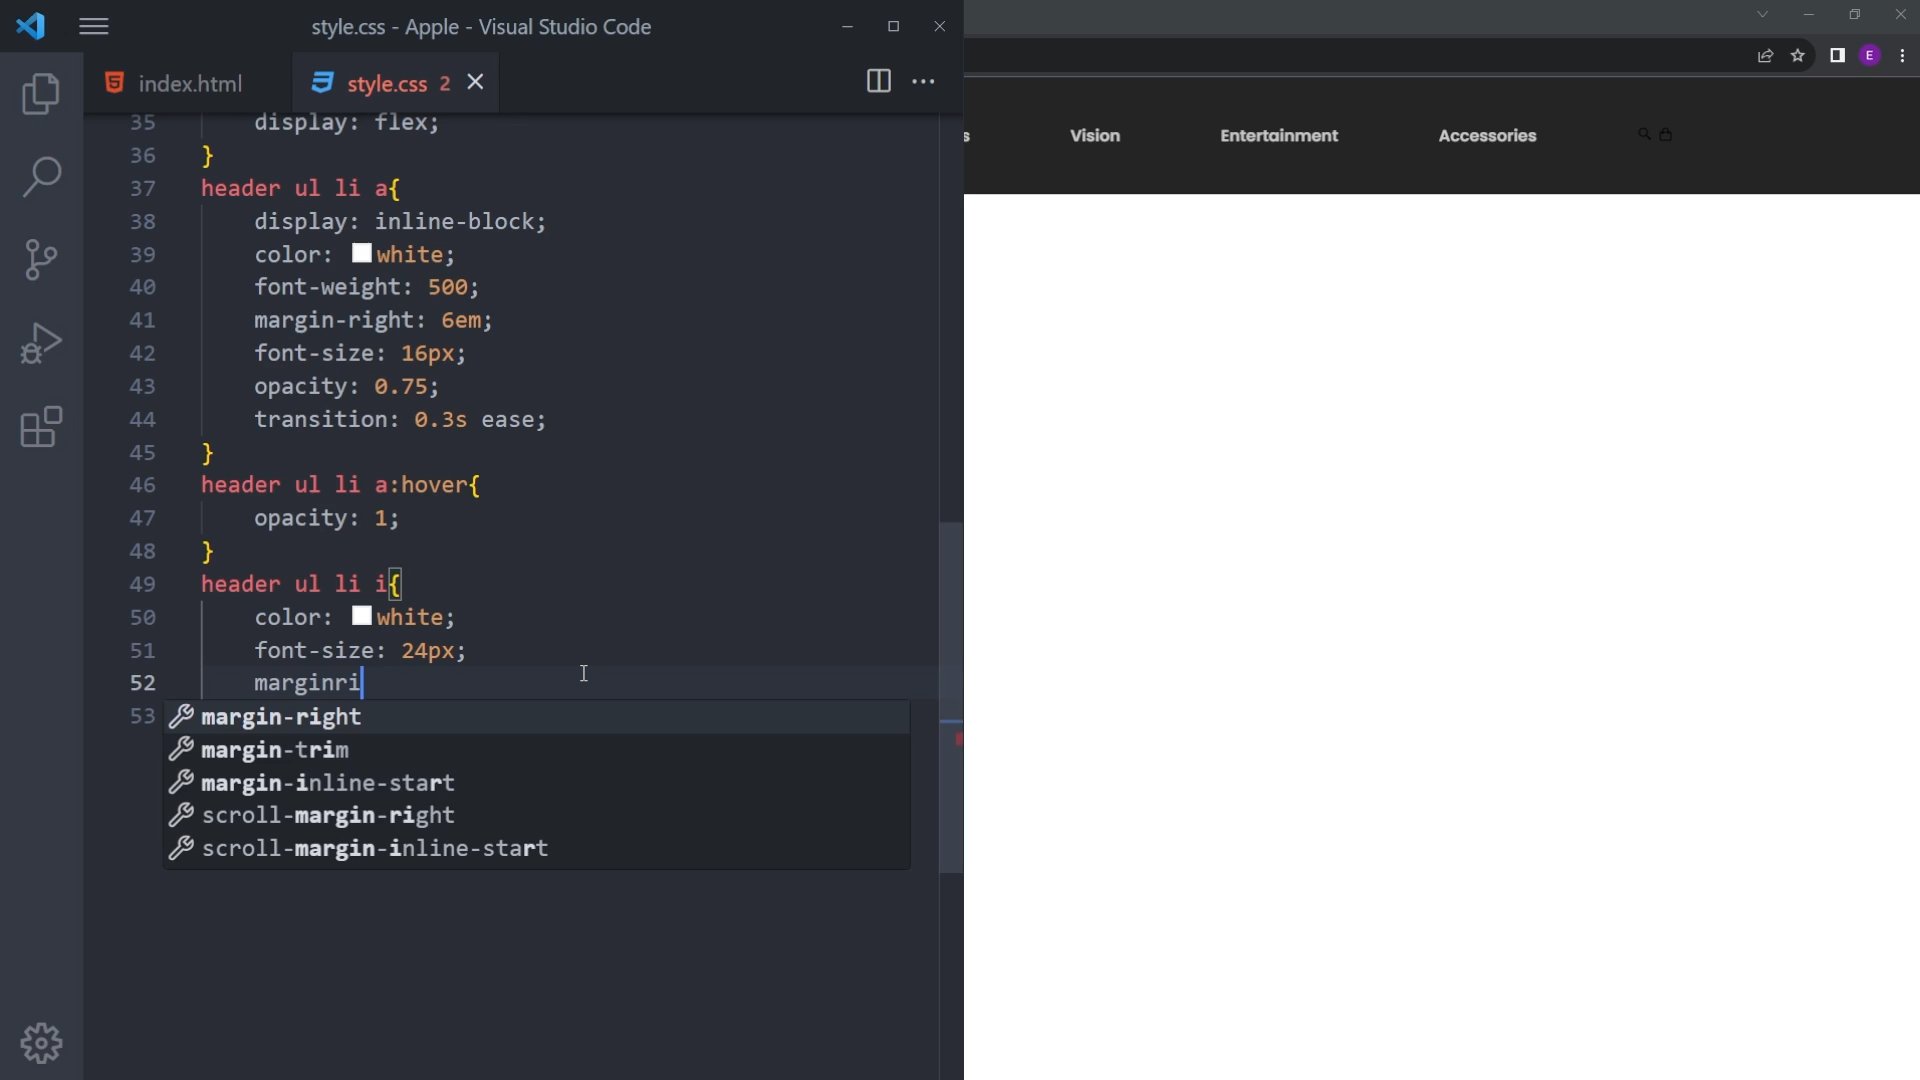 style.css - Apple - Visual Studio Code
index.html
style.css 2
35 display: flex;
36 }
37 header ul li a{
38 display: inline-block;
39 color: white;
40 font-weight: 500;
41 margin-right: 6em;
42 font-size: 16px;
43 opacity: 0.75;
44 transition: 0.3s ease;
45 }
46 header ul li a:hover{
47 opacity: 1;
48 }
49 header ul li i{
50 color: white;
51 font-size: 24px;
52 marginri
53
margin-right
margin-trim
margin-inline-start
scroll-margin-right
scroll-margin-inline-start
E
s Vision Entertainment Accessories